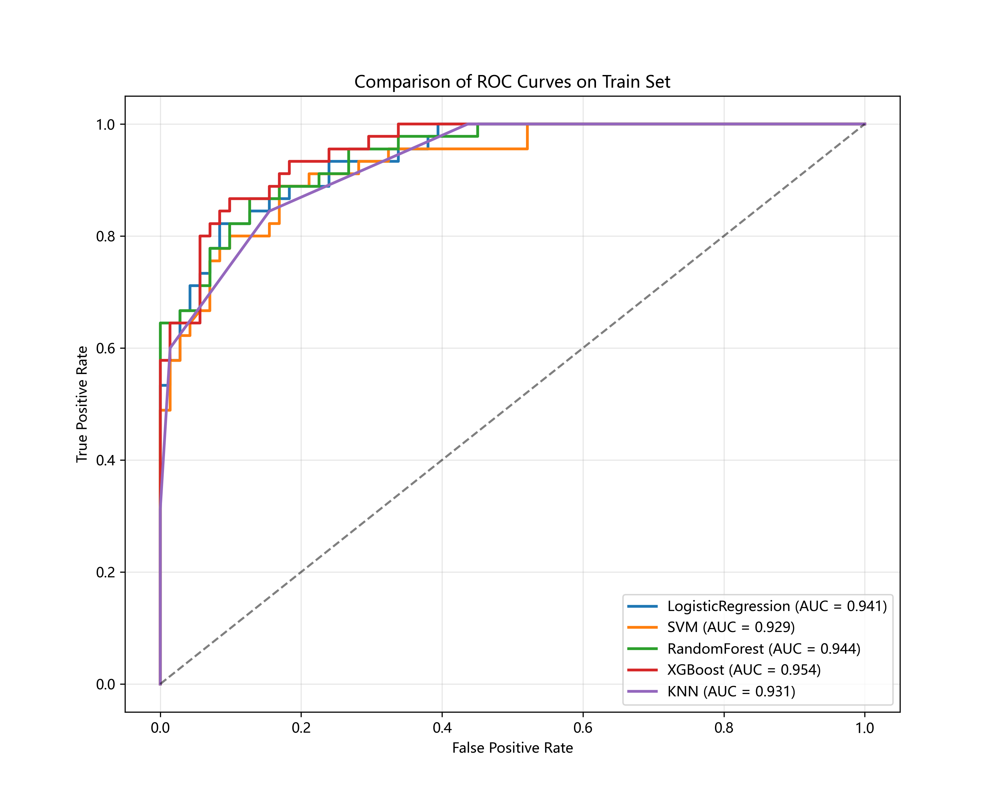 Comparison of ROC Curves on Train Set
True Positive Rate
1.0
0.8
0.6
0.4
0.2
0.0
LogisticRegression (AUC = 0.941)
SVM (AUC = 0.929)
RandomForest (AUC = 0.944)
XGBoost (AUC = 0.954)
KNN (AUC = 0.931)
0.0 0.2 0.4 0.6 0.8 1.0
False Positive Rate